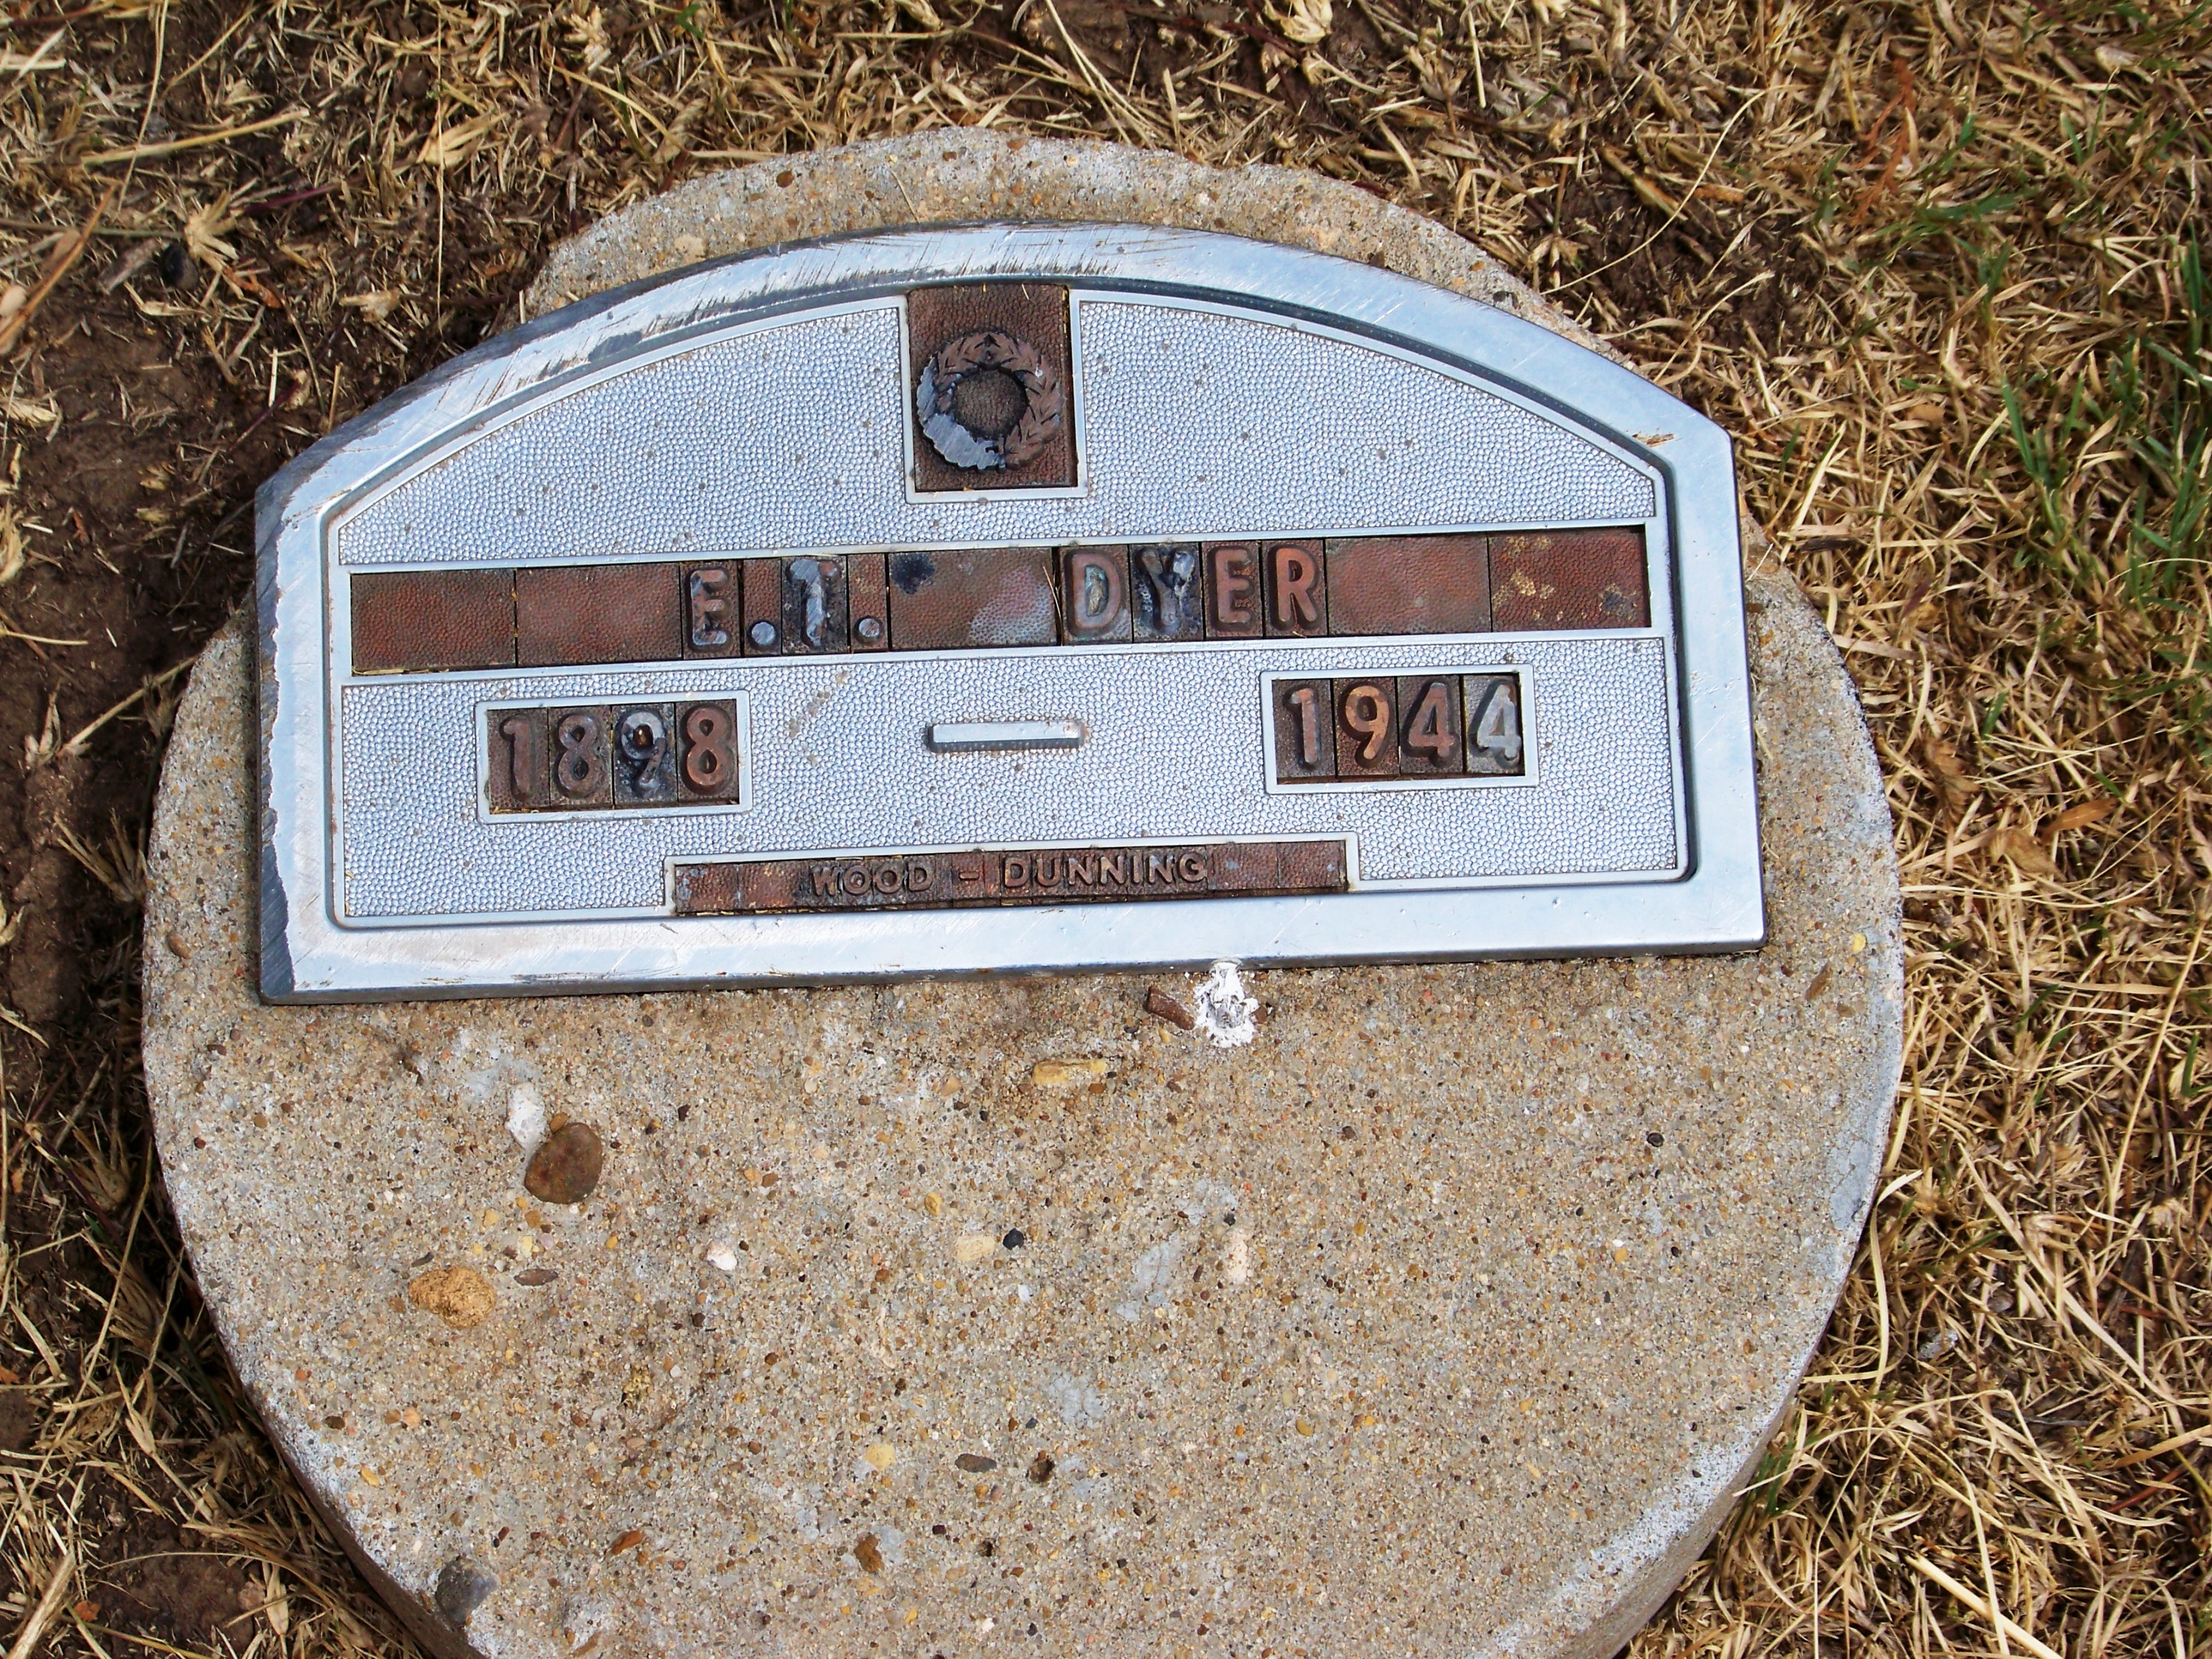 E.T. DYER
1898 — 1944
WOOD - DUNNING